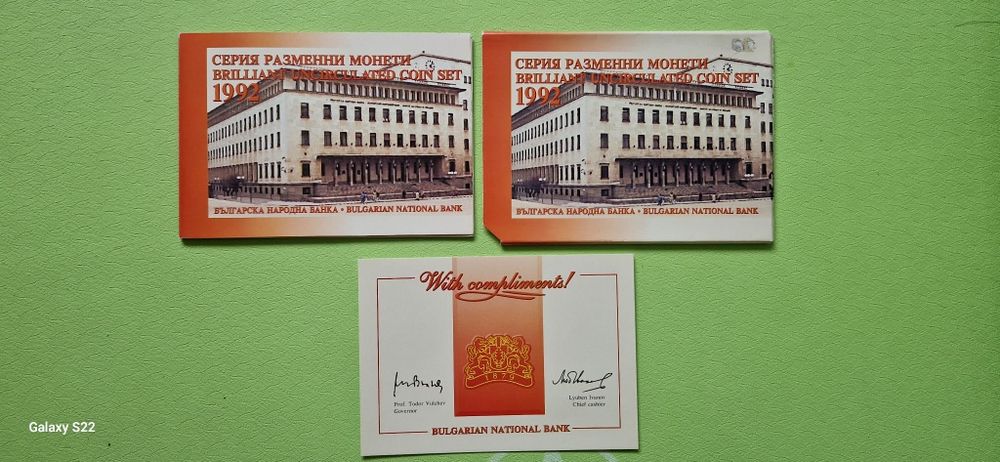 СЕРИЯ РАЗМЕННИ МОНЕТИ
BRILLIANT UNCIRCULATED COIN SET
1992
БЪЛГАРСКА НАРОДНА БАНКА • BULGARIAN NATIONAL BANK
СЕРИЯ РАЗМЕННИ МОНЕТИ
BRILLIANT UNCIRCULATED COIN SET
1992
БЪЛГАРСКА НАРОДНА БАНКА • BULGARIAN NATIONAL BANK
With compliments!
1879
Prof. Todor Vulchev
Governor
Lyuben Ivanov
Chief cashier
BULGARIAN NATIONAL BANK
Galaxy S22